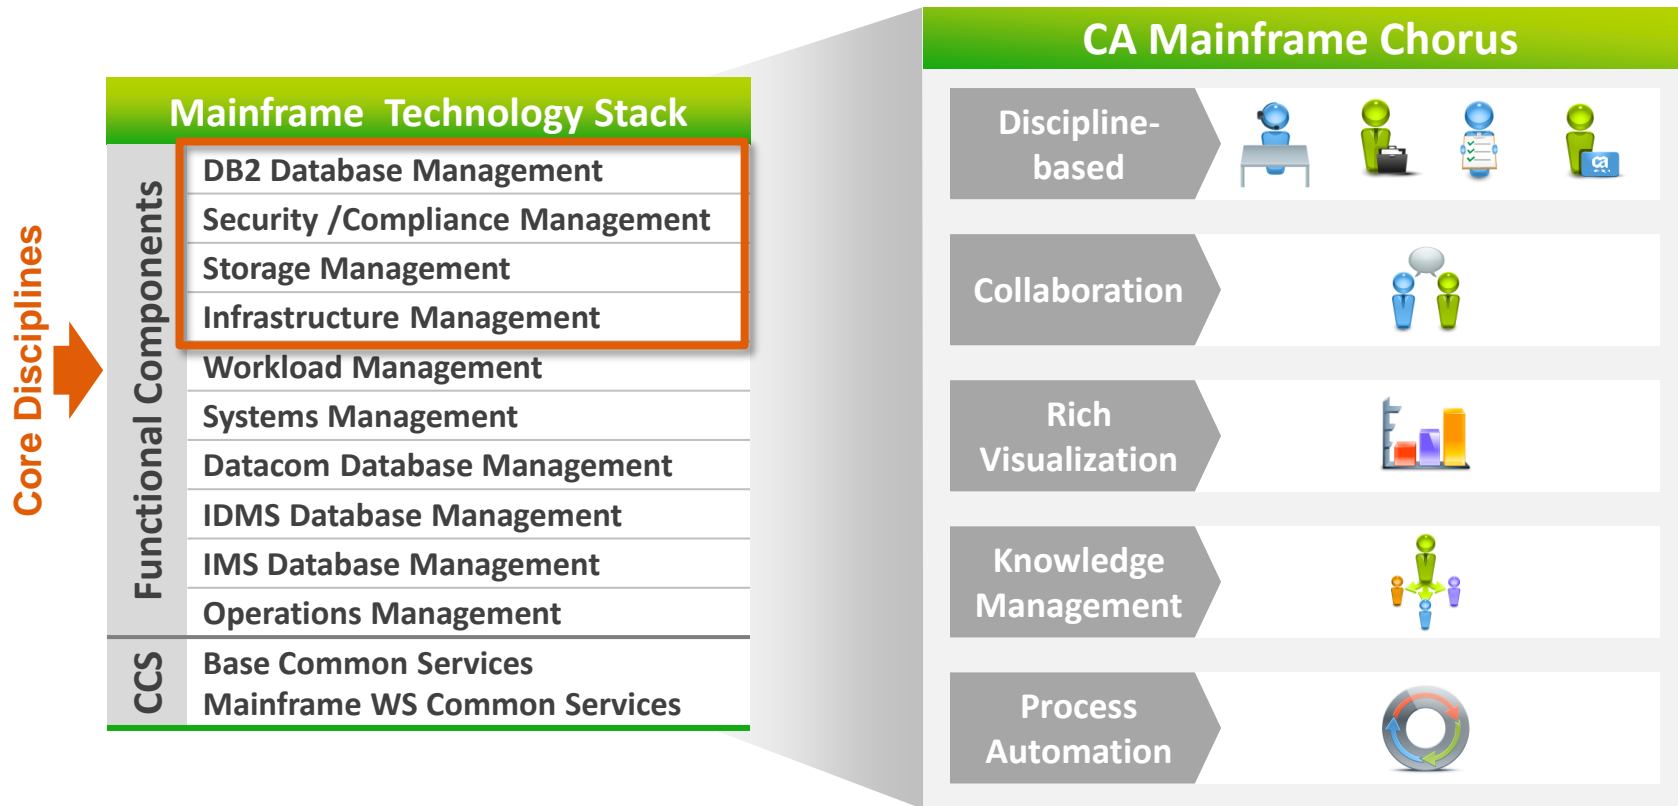 Core Disciplines
Mainframe Technology Stack
Functional Components
DB2 Database Management
Security /Compliance Management
Storage Management
Infrastructure Management
Workload Management
Systems Management
Datacom Database Management
IDMS Database Management
IMS Database Management
Operations Management
CCS
Base Common Services
Mainframe WS Common Services
CA Mainframe Chorus
Discipline-
based
ca
Collaboration
Rich
Visualization
Knowledge
Management
Process
Automation